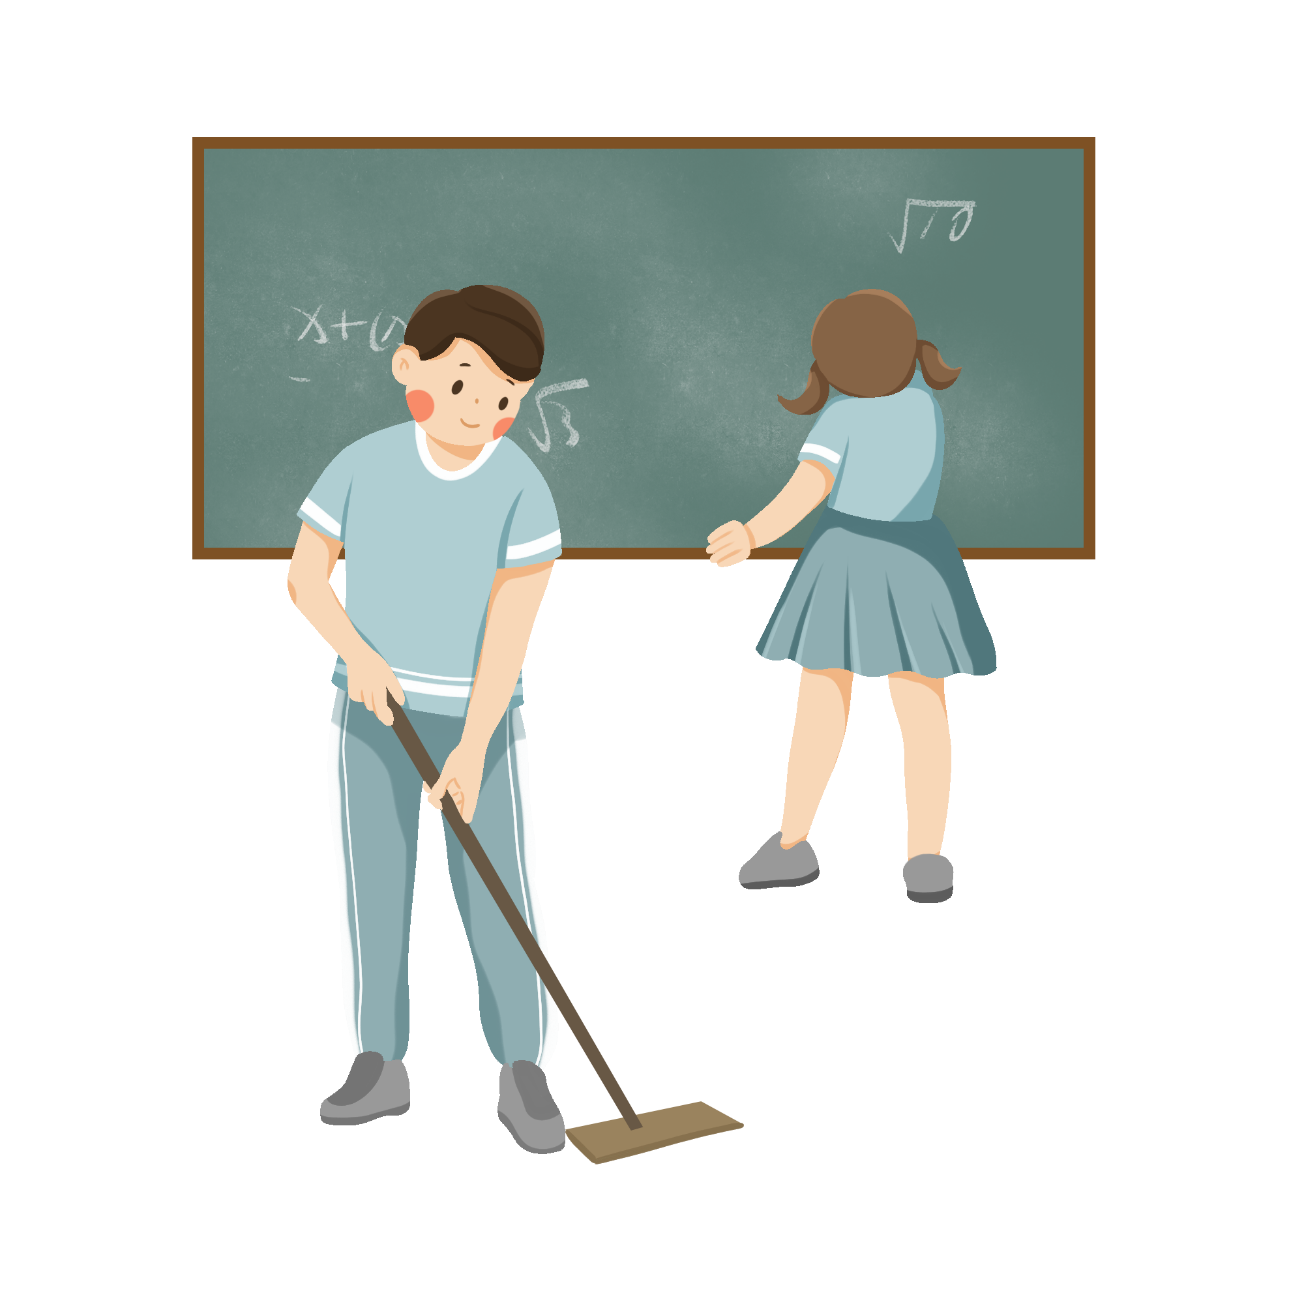 √10
x+
-
√3